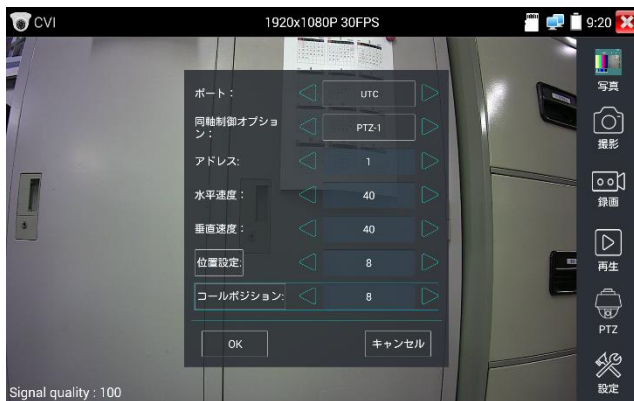 CVI
1920x1080P 30FPS
9:20
ポート：
UTC
同軸制御オプショ
ン：
PTZ-1
アドレス:
1
水平速度：
40
垂直速度：
40
位置設定:
8
コールポジション:
8
OK
キャンセル
写真
撮影
録画
再生
PTZ
設定
Signal quality : 100